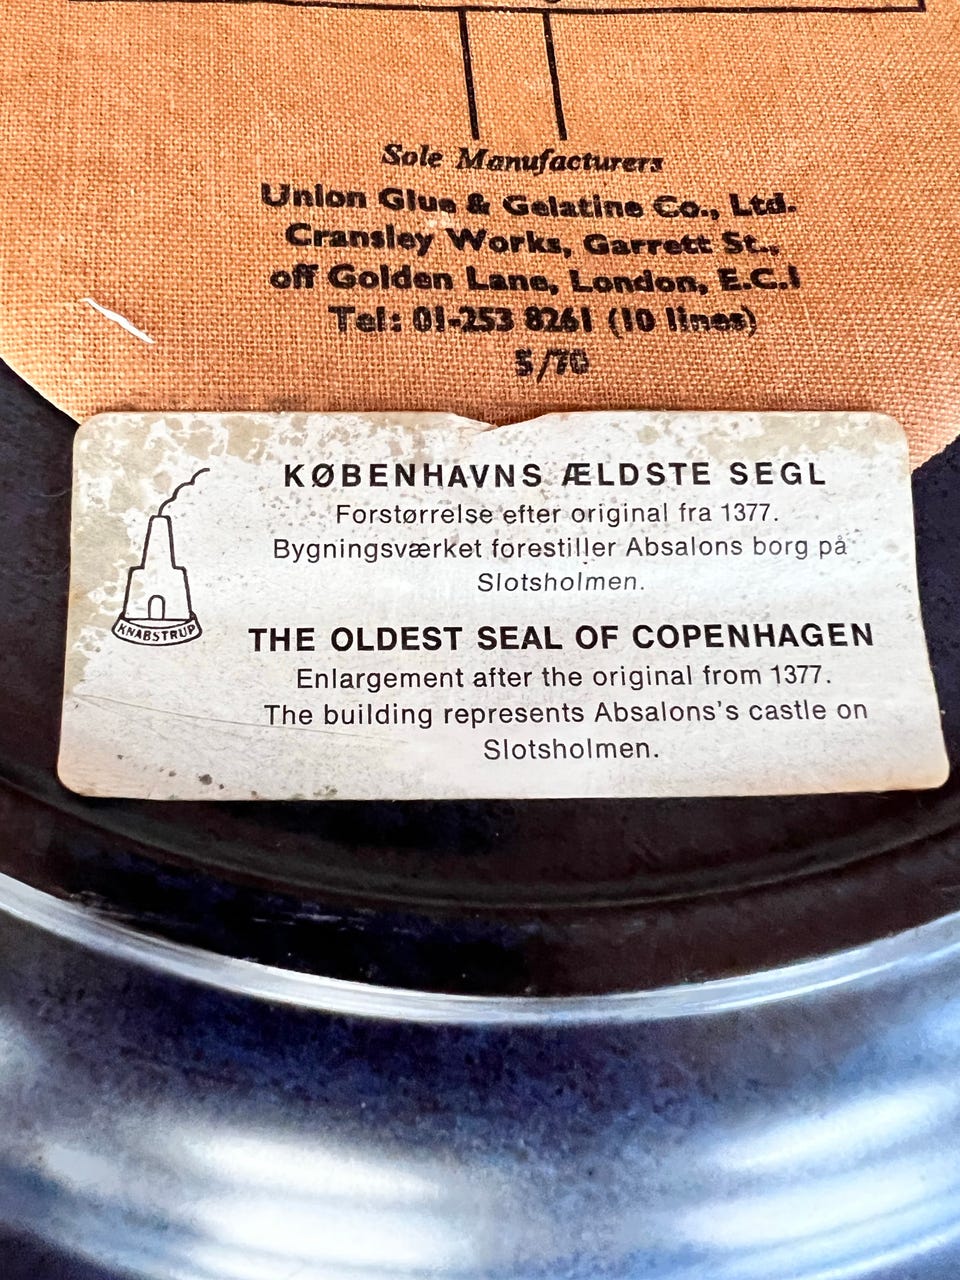 Sole Manufacturers
Union Glue & Gelatine Co., Ltd.
Cransley Works, Garrett St.,
off Golden Lane, London, E.C.1
Tel: 01-253 8261 (10 lines)
5/70
KØBENHAVNS ÆLDSTE SEGL
Forstørrelse efter original fra 1377.
Bygningsværket forestiller Absalons borg på
Slotsholmen.
KNABSTRUP
THE OLDEST SEAL OF COPENHAGEN
Enlargement after the original from 1377.
The building represents Absalons's castle on
Slotsholmen.